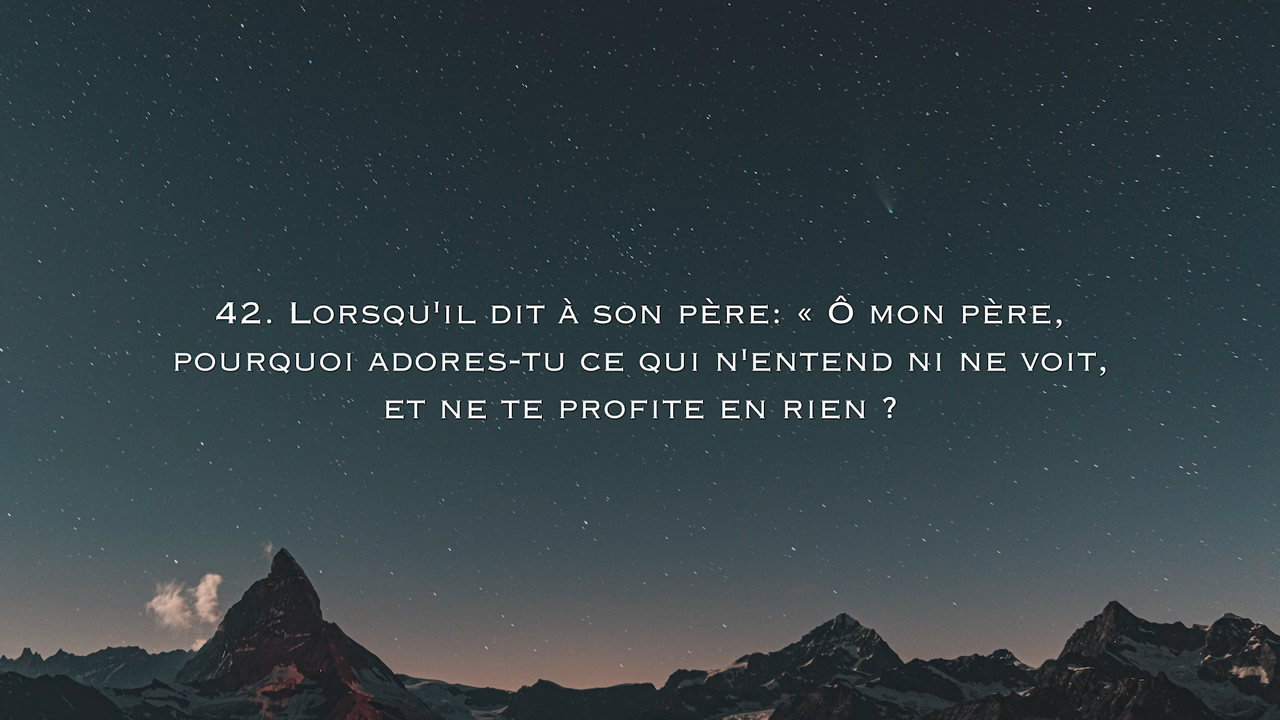 42. Lorsqu'il dit à son père: « Ô mon père,
pourquoi adores-tu ce qui n'entend ni ne voit,
et ne te profite en rien ?